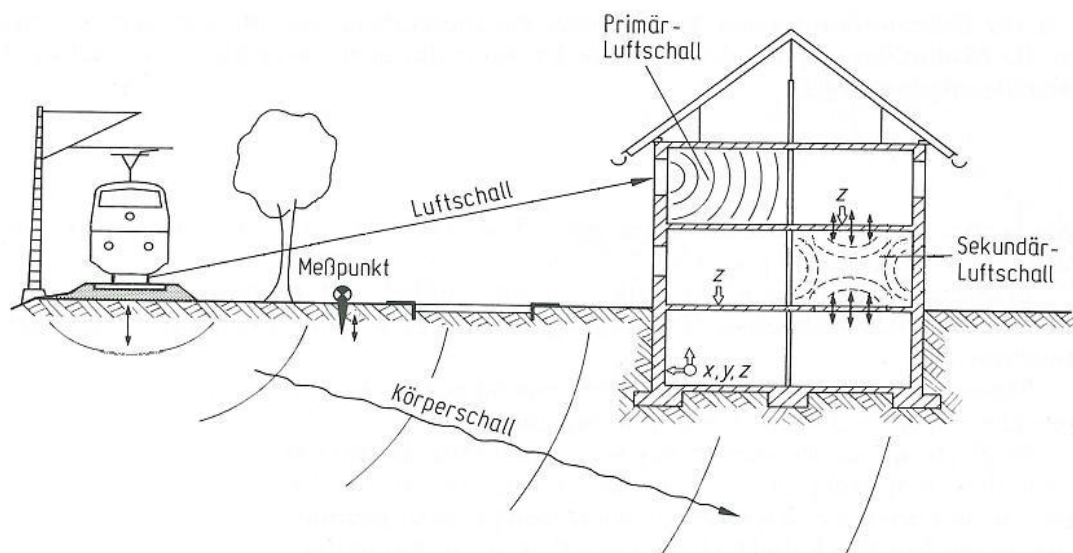 Primär-
Luftschall
Luftschall
Meßpunkt
z
Sekundär-
Luftschall
z
x, y, z
Körperschall